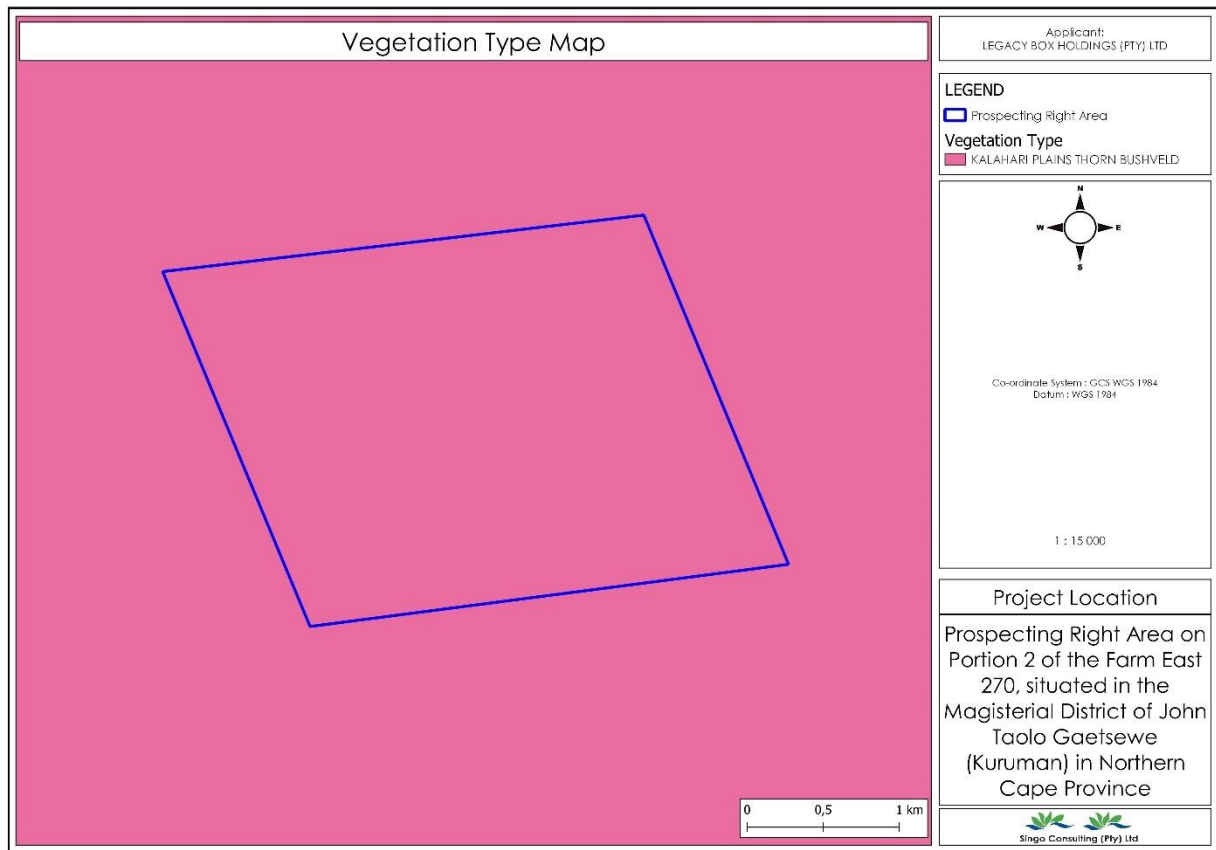 Vegetation Type Map
Applicant:
LEGACY BOX HOLDINGS (PTY) LTD
LEGEND
Prospecting Right Area
Vegetation Type
KALAHARI PLAINS THORN BUSHVELD
N
W
E
S
Co-ordinate System : GCS WGS 1984
Datum : WGS 1984
1 : 15 000
Project Location
Prospecting Right Area on
Portion 2 of the Farm East
270, situated in the
Magisterial District of John
Taolo Gaetsewe
(Kuruman) in Northern
Cape Province
0 0,5 1 km
Singo Consulting (Pty) Ltd